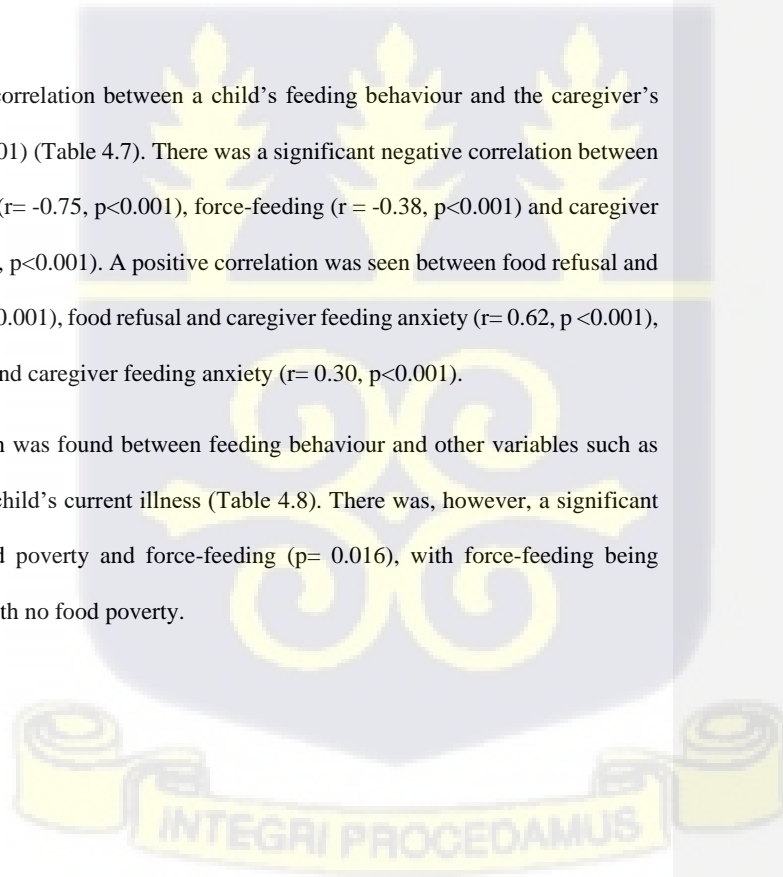 correlation between a child’s feeding behaviour and the caregiver’s
01) (Table 4.7). There was a significant negative correlation between
(r= -0.75, p<0.001), force-feeding (r = -0.38, p<0.001) and caregiver
, p<0.001). A positive correlation was seen between food refusal and
0.001), food refusal and caregiver feeding anxiety (r= 0.62, p <0.001),
nd caregiver feeding anxiety (r= 0.30, p<0.001).
n was found between feeding behaviour and other variables such as
child’s current illness (Table 4.8). There was, however, a significant
d poverty and force-feeding (p= 0.016), with force-feeding being
th no food poverty.
INTEGRI PROCEDAMUS